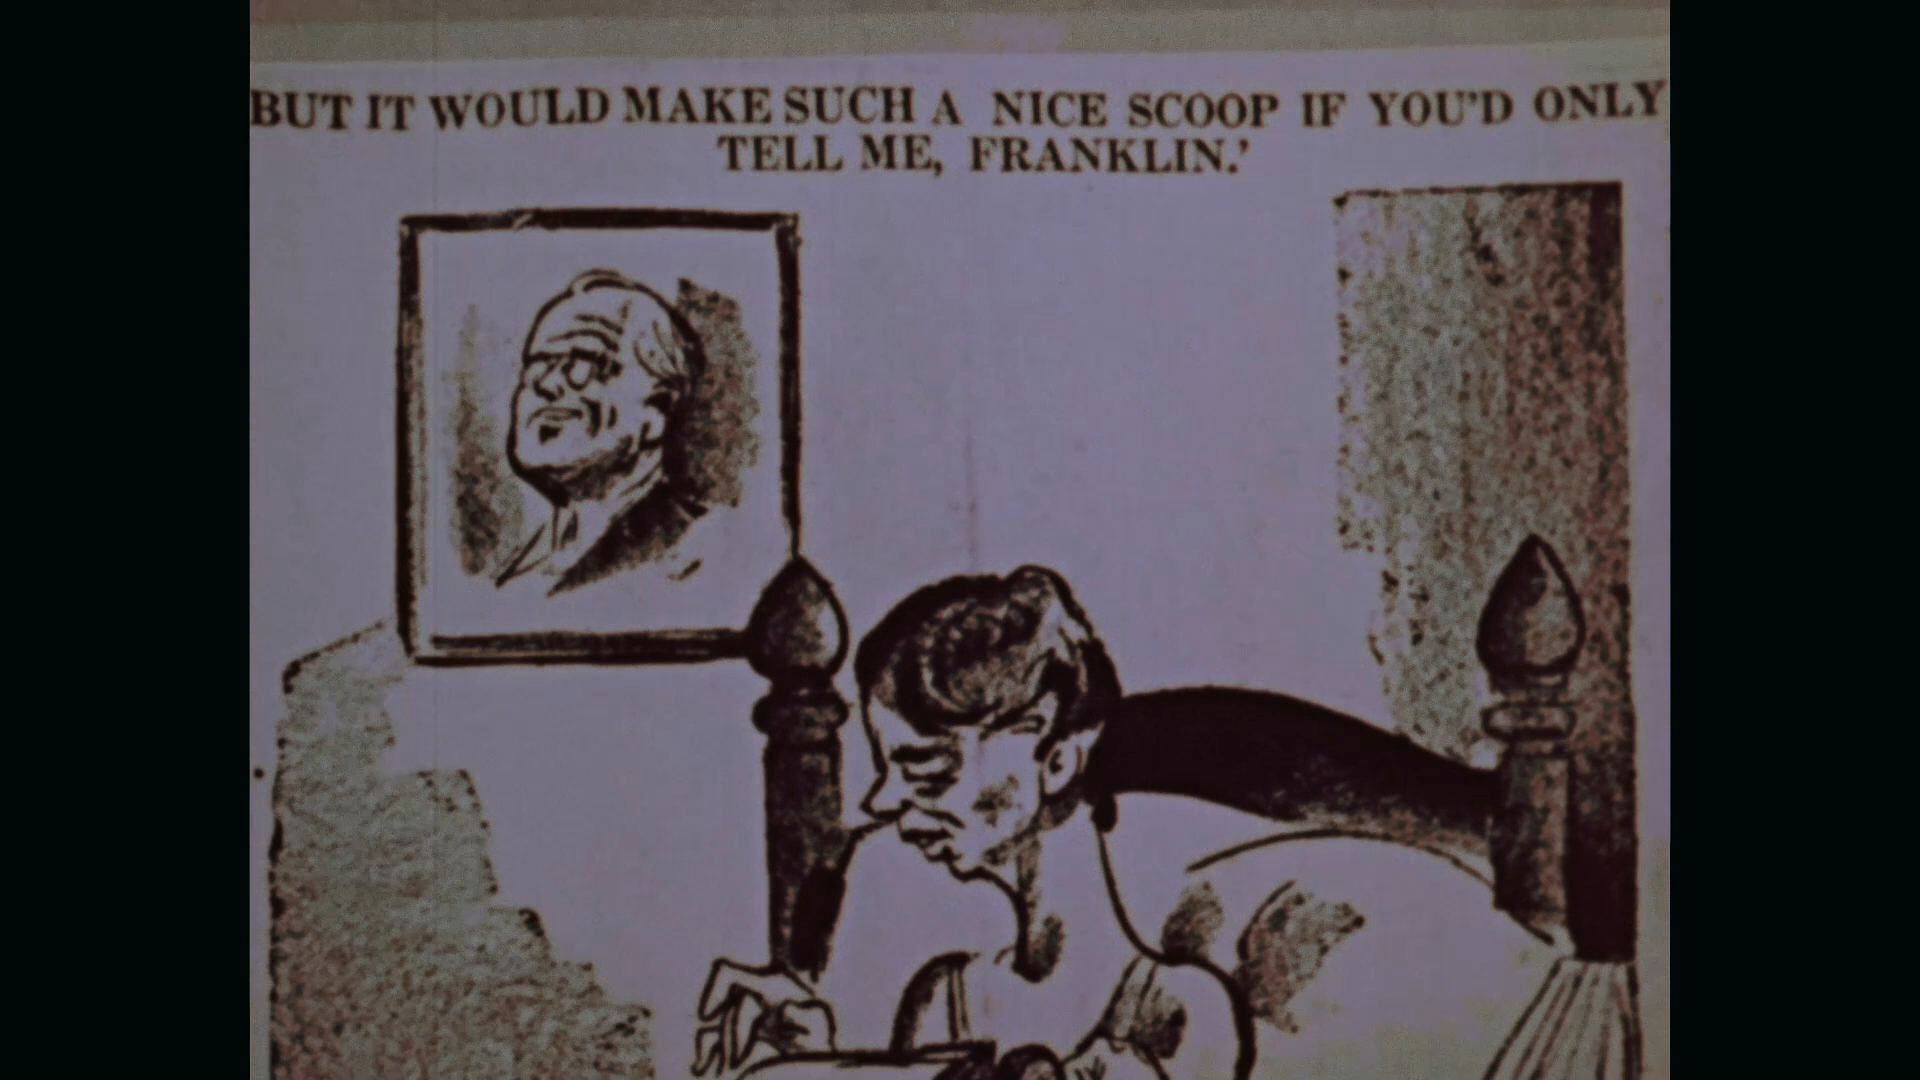 BUT IT WOULD MAKE SUCH A NICE SCOOP IF YOU'D ONLY
TELL ME, FRANKLIN.'